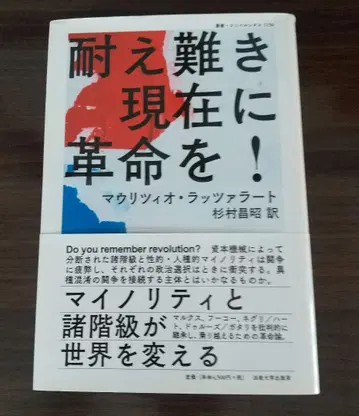 叢書・ウニベルシタス
耐え難き
現在に
革命を!
マウリツィオ・ラッツァラート
杉村昌昭 訳
Do you remember revolution? 資本機械によって
分断された諸階級と性的・人種的マイノリティは闘争
に疲弊し、それぞれの政治選択はときに衝突する。異
種混淆の闘争を接続する主体とはいかなるものか。
マイノリティと
諸階級が
世界を変える
マルクス、フーコー、ネグリ/ハー
ト、ドゥルーズ/ガタリを批判的に
継承し、乗り越えるための革命論。
法政大学出版局